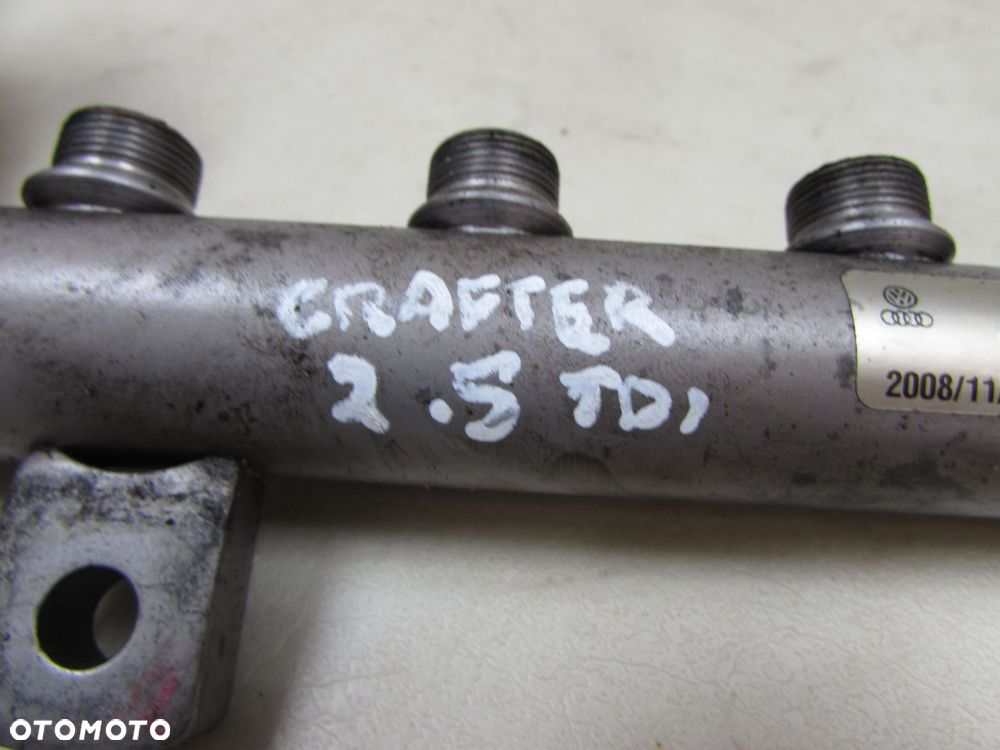 CRAFTER
2.5 TDI
2008/11/
OTOMOTO